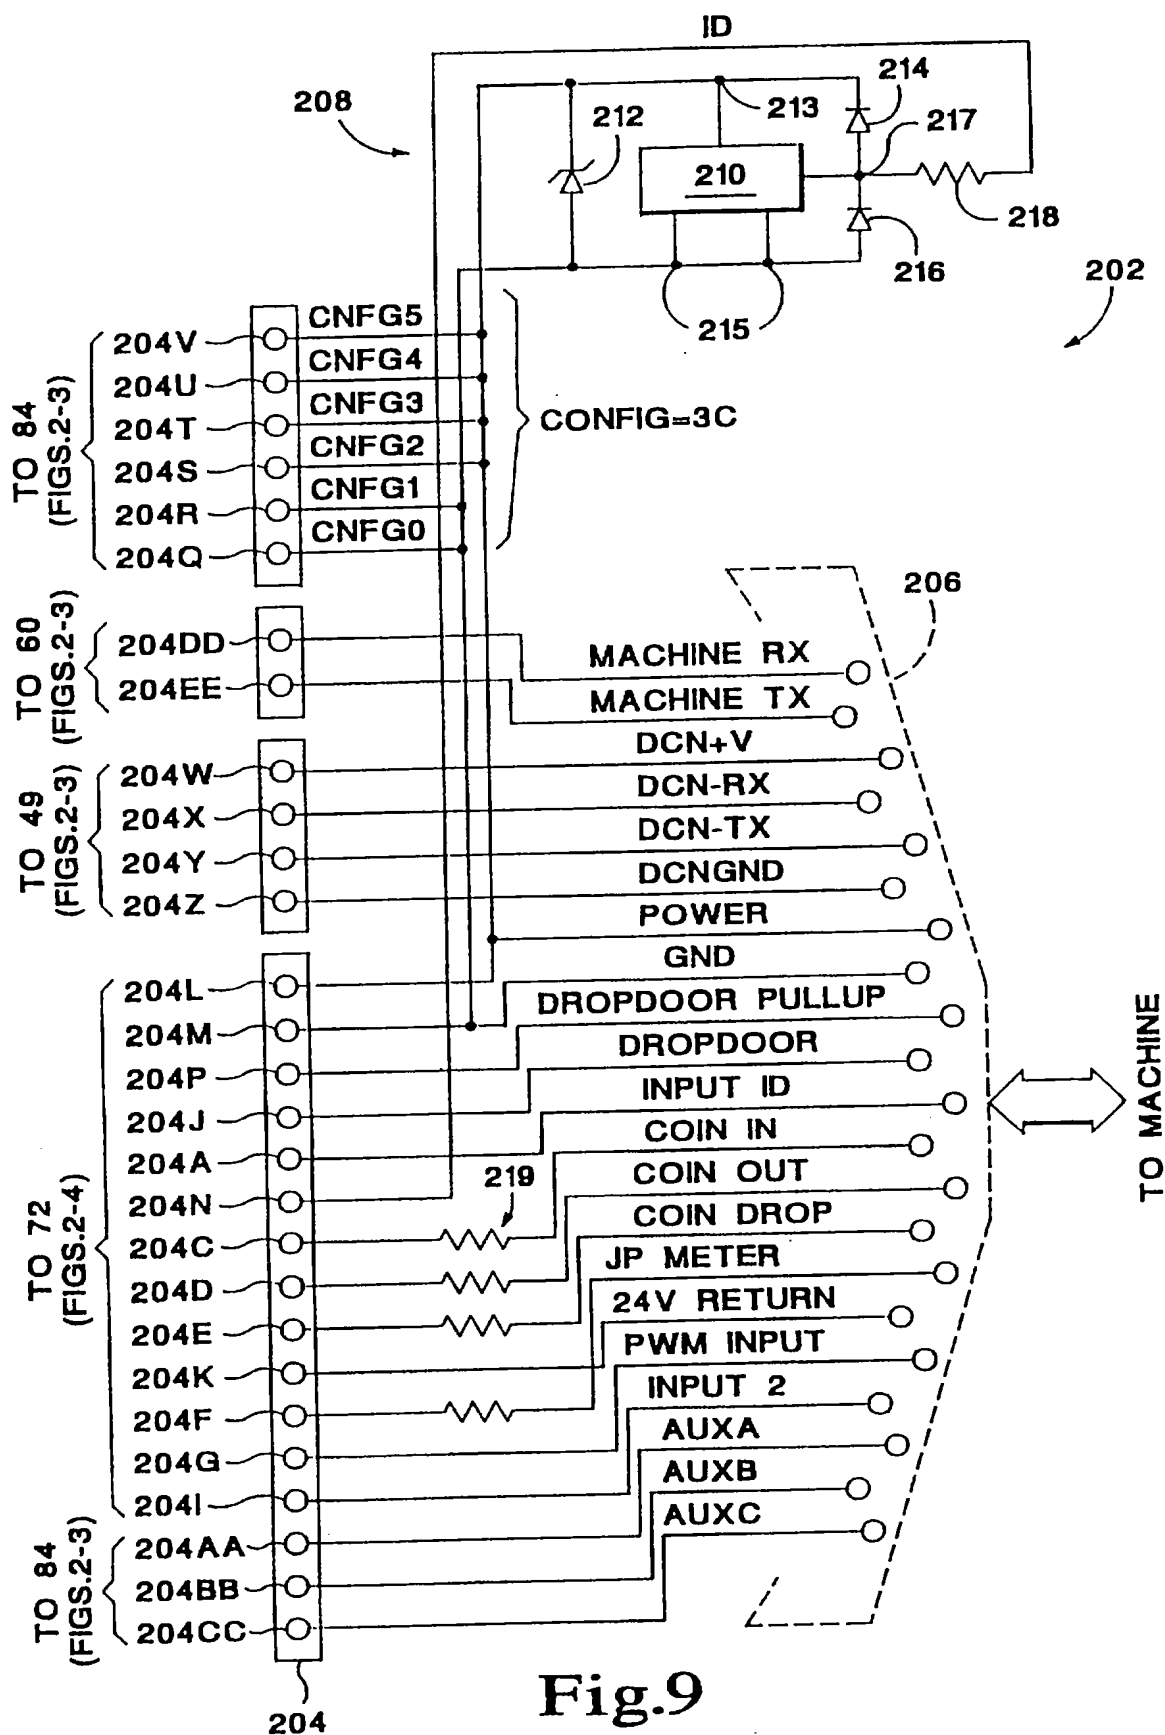 ID
208
212
213
214
217
210
218
216
202
215
TO 84
(FIGS.2-3)
204V
CNFG5
204U
CNFG4
204T
CNFG3
204S
CNFG2
204R
CNFG1
204Q
CNFG0
CONFIG=3C
206
TO 60
(FIGS.2-3)
204DD
MACHINE RX
204EE
MACHINE TX
TO 49
(FIGS.2-3)
204W
DCN+V
204X
DCN-RX
204Y
DCN-TX
204Z
DCNGND
POWER
GND
TO 72
(FIGS.2-4)
204L
204M
DROPDOOR PULLUP
204P
DROPDOOR
204J
INPUT ID
204A
COIN IN
204N
219
COIN OUT
204C
COIN DROP
204D
JP METER
204E
24V RETURN
204K
PWM INPUT
204F
INPUT 2
204G
AUXA
204I
AUXB
TO 84
(FIGS.2-3)
204AA
AUXC
204BB
204CC
TO MACHINE
204
Fig.9